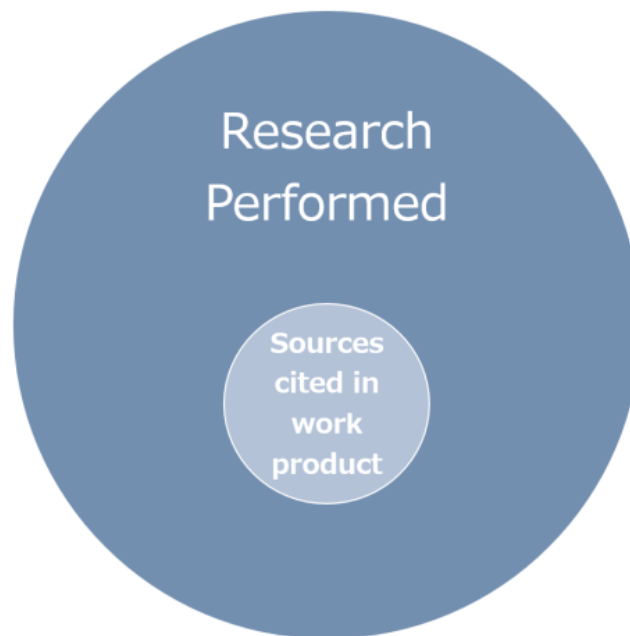 Research
Performed
Sources
cited in
work
product